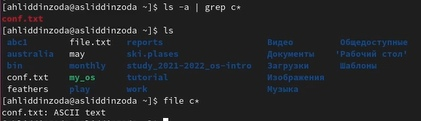 [ahliddinzoda@asliddinzoda ~]$ ls -a | grep c*
conf.txt
[ahliddinzoda@asliddinzoda ~]$ ls
abc1 file.txt reports Видео Общедоступные
australia may ski.plases Документы 'Рабочий стол'
bin monthly study_2021-2022_os-intro Загрузки Шаблоны
conf.txt my_os tutorial Изображения
feathers play work Музыка
[ahliddinzoda@asliddinzoda ~]$ file c*
conf.txt: ASCII text